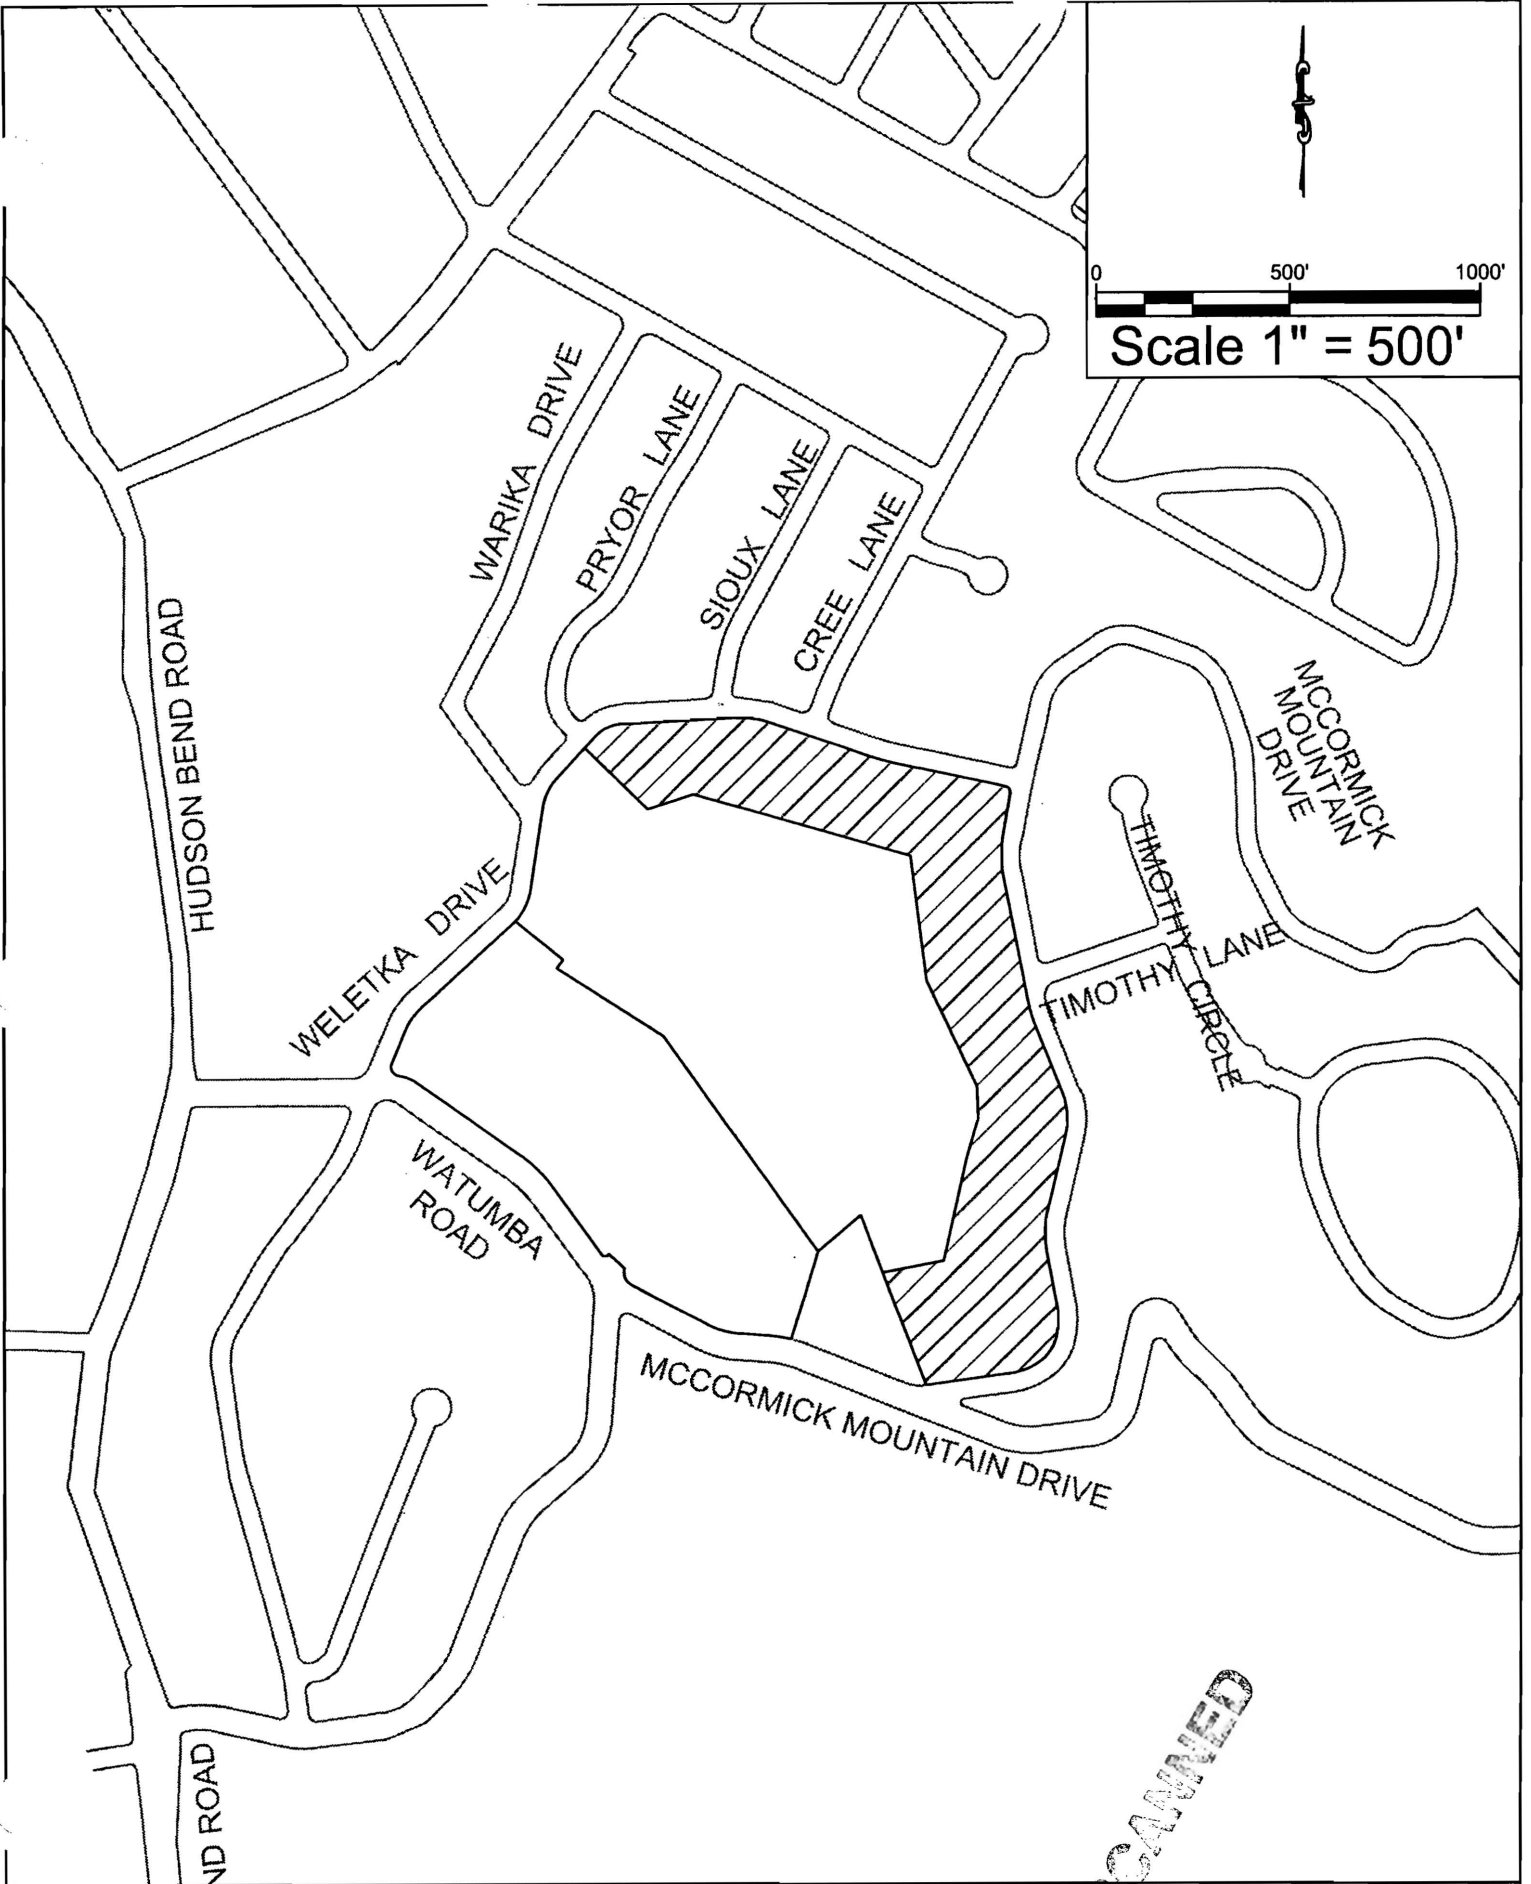 0 500' 1000'
Scale 1" = 500'
WARIKA DRIVE
PRYOR LANE
SIOUX LANE
CREE LANE
HUDSON BEND ROAD
MCCORMICK
MOUNTAIN
DRIVE
TIMOTHY CIRCLE
TIMOTHY LANE
WELETKA DRIVE
WATUMBA
ROAD
MCCORMICK MOUNTAIN DRIVE
ND ROAD
CANNED